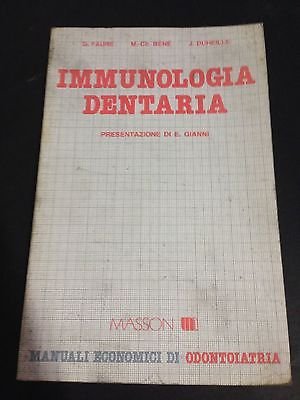 G. FAURE M.-Ch. BENE J. DUHEILLE
IMMUNOLOGIA
DENTARIA
PRESENTAZIONE DI E. GIANNI
MASSON
MANUALI ECONOMICI DI ODONTOIATRIA